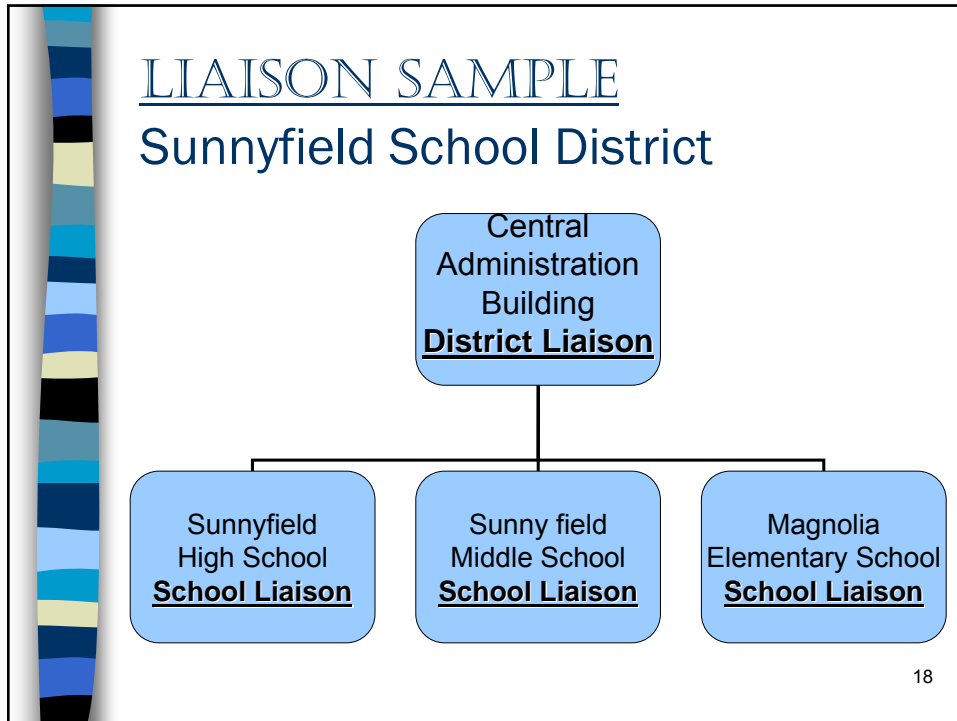 LIAISON SAMPLE
Sunnyfield School District
Central
Administration
Building
District Liaison
Sunnyfield
High School
School Liaison
Sunny field
Middle School
School Liaison
Magnolia
Elementary School
School Liaison
18